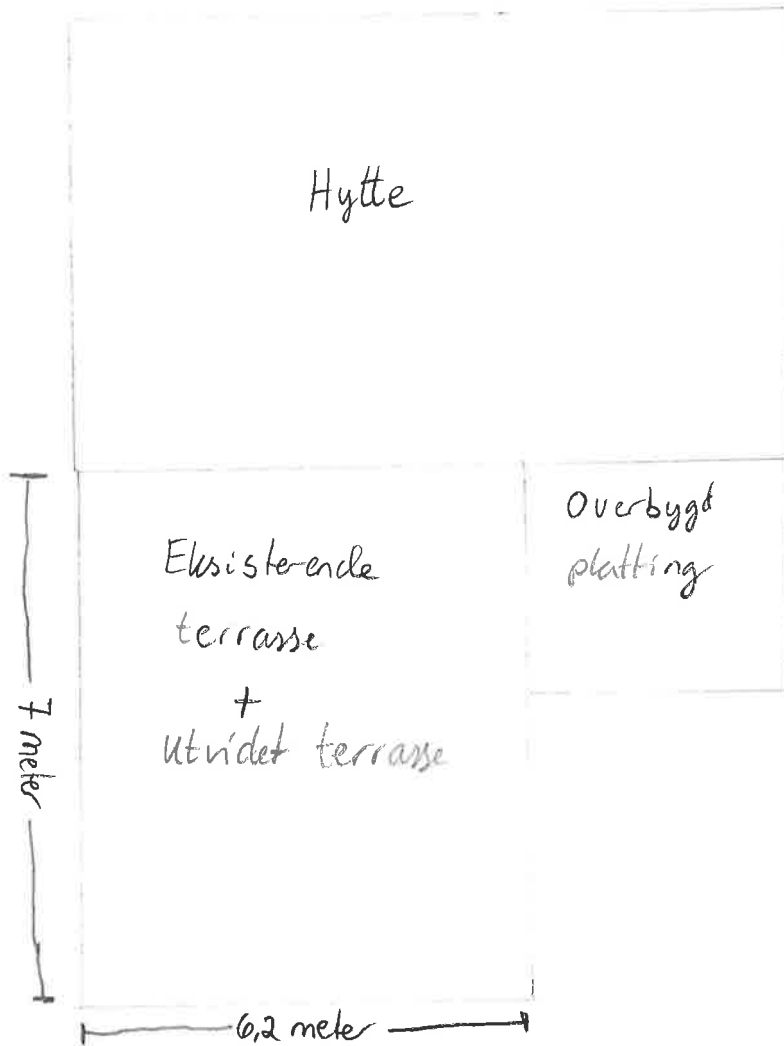 Hytte
Overbygd
platting
Eksisterende
terrasse
+
Utvidet terrasse
7 meter
6,2 meter